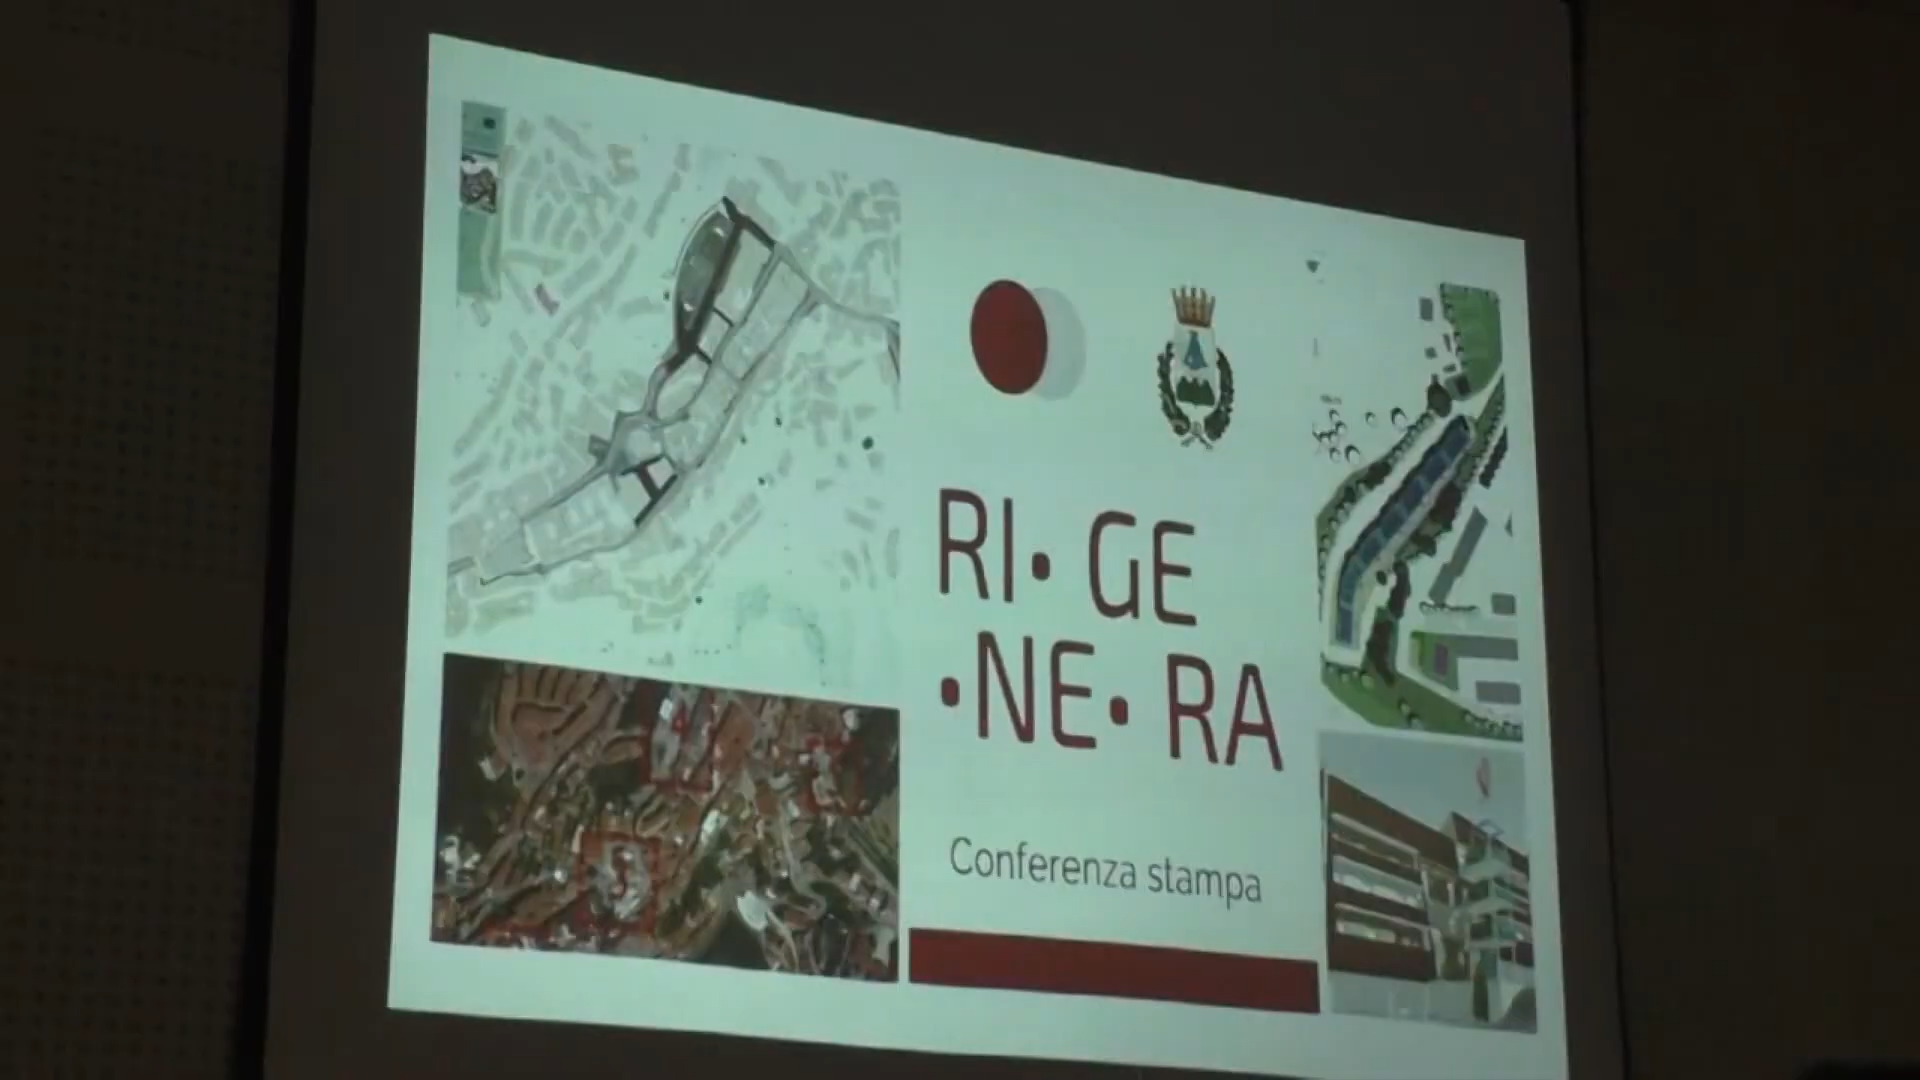 RI• GE
•NE• RA
Conferenza stampa